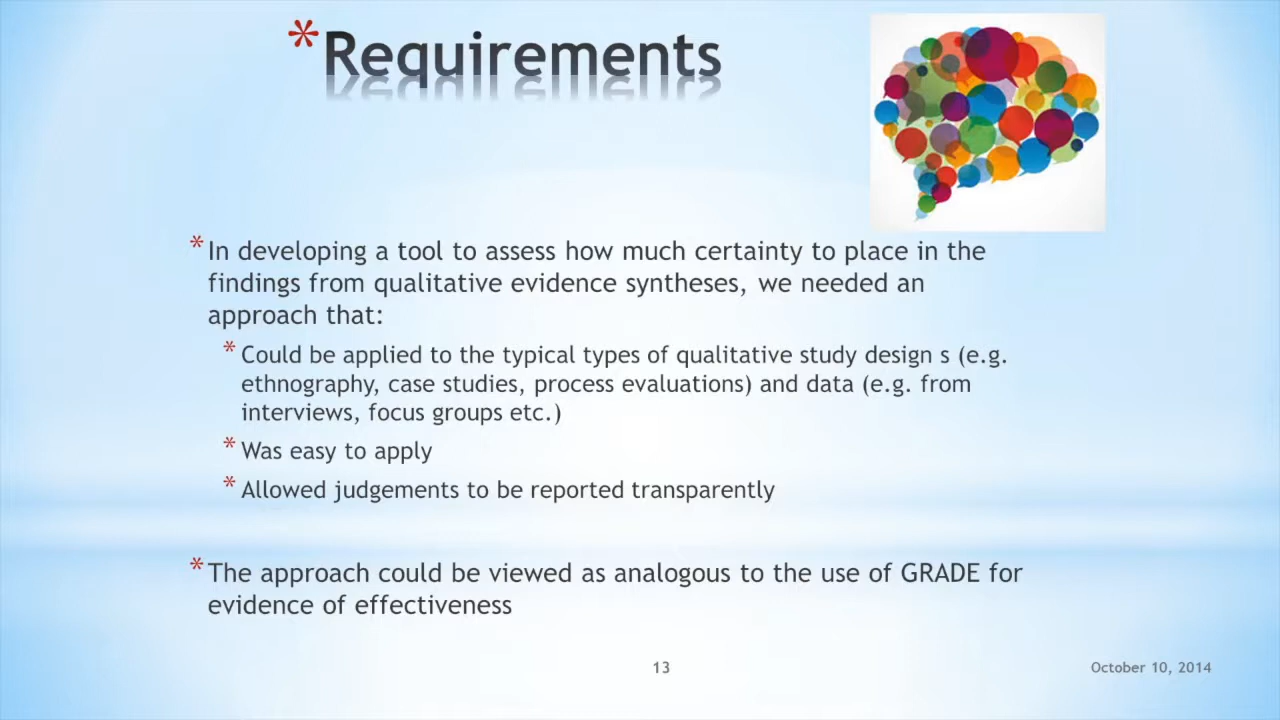 * Requirements
* In developing a tool to assess how much certainty to place in the
findings from qualitative evidence syntheses, we needed an
approach that:
* Could be applied to the typical types of qualitative study design s (e.g.
ethnography, case studies, process evaluations) and data (e.g. from
interviews, focus groups etc.)
* Was easy to apply
* Allowed judgements to be reported transparently
* The approach could be viewed as analogous to the use of GRADE for
evidence of effectiveness
13
October 10, 2014